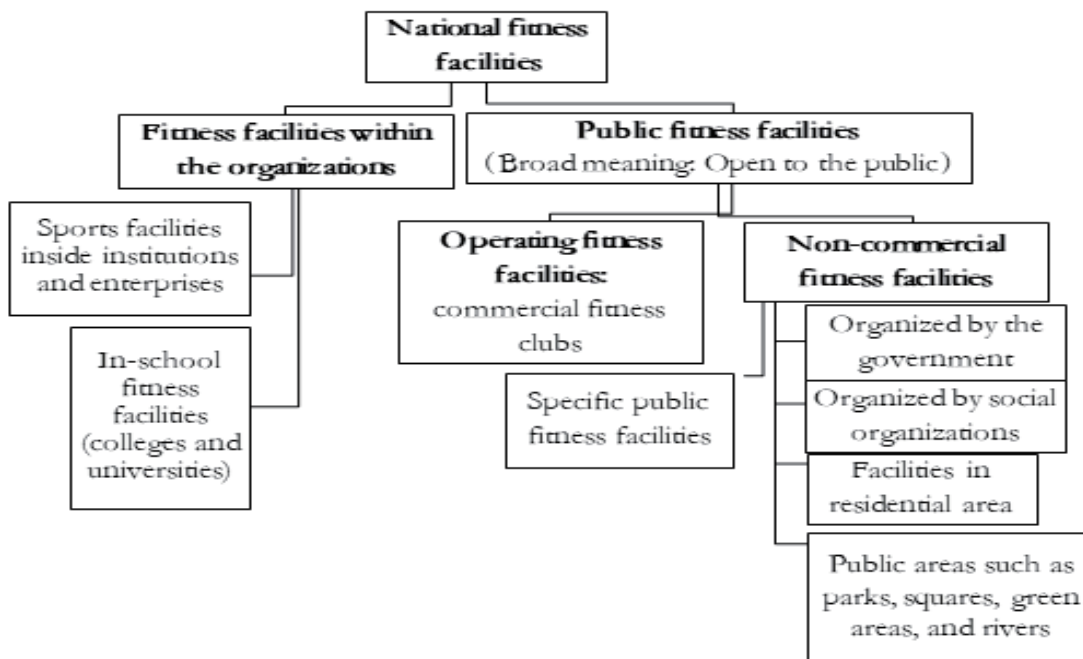 National fitness
facilities
Fitness facilities within
the organizations
Public fitness facilities
(Broad meaning: Open to the public)
Sports facilities
inside institutions
and enterprises
Operating fitness
facilities:
commercial fitness
clubs
Non-commercial
fitness facilities
In-school
fitness
facilities
(colleges and
universities)
Specific public
fitness facilities
Organized by the
government
Organized by social
organizations
Facilities in
residential area
Public areas such as
parks, squares, green
areas, and rivers